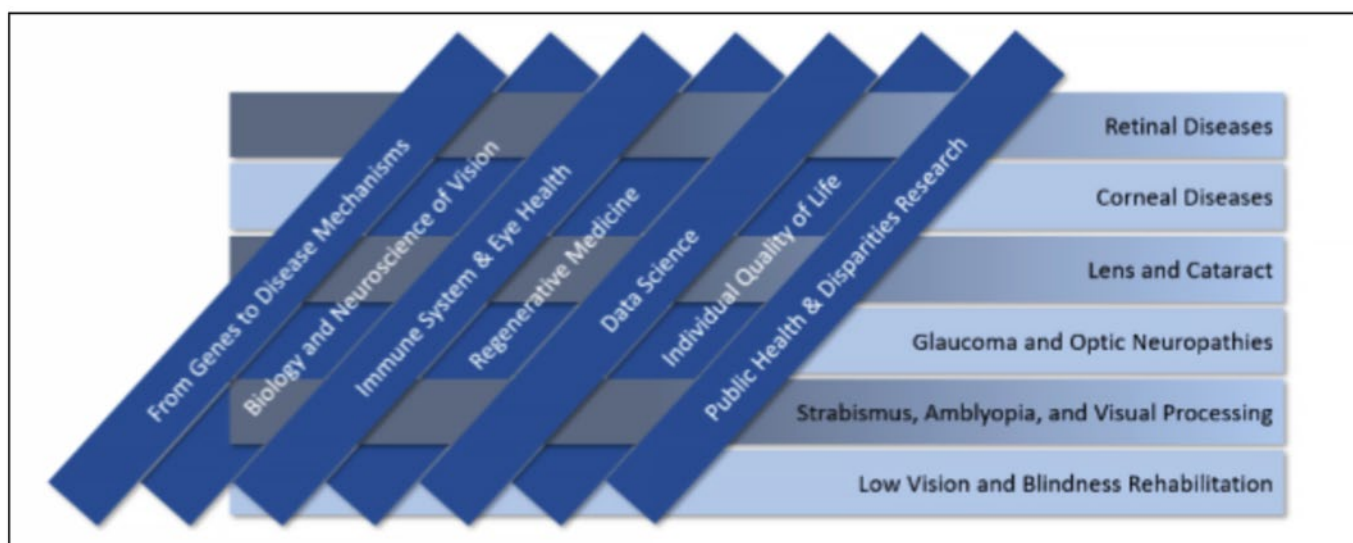 From Genes to Disease Mechanisms
Biology and Neuroscience of Vision
Immune System & Eye Health
Regenerative Medicine
Data Science
Individual Quality of Life
Public Health & Disparities Research
Retinal Diseases
Corneal Diseases
Lens and Cataract
Glaucoma and Optic Neuropathies
Strabismus, Amblyopia, and Visual Processing
Low Vision and Blindness Rehabilitation